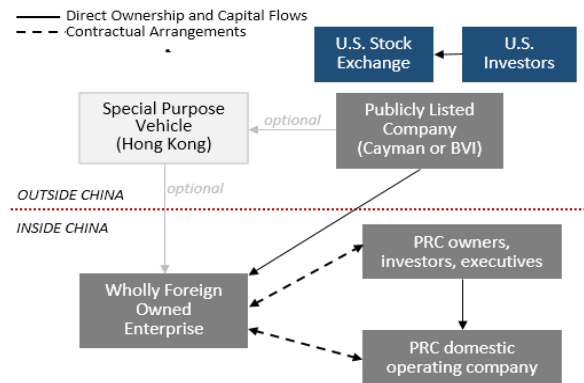 Direct Ownership and Capital Flows
Contractual Arrangements
U.S. Stock
Exchange
U.S.
Investors
Special Purpose
Vehicle
(Hong Kong)
optional
Publicly Listed
Company
(Cayman or BVI)
optional
OUTSIDE CHINA
INSIDE CHINA
PRC owners,
investors, executives
Wholly Foreign
Owned
Enterprise
PRC domestic
operating company